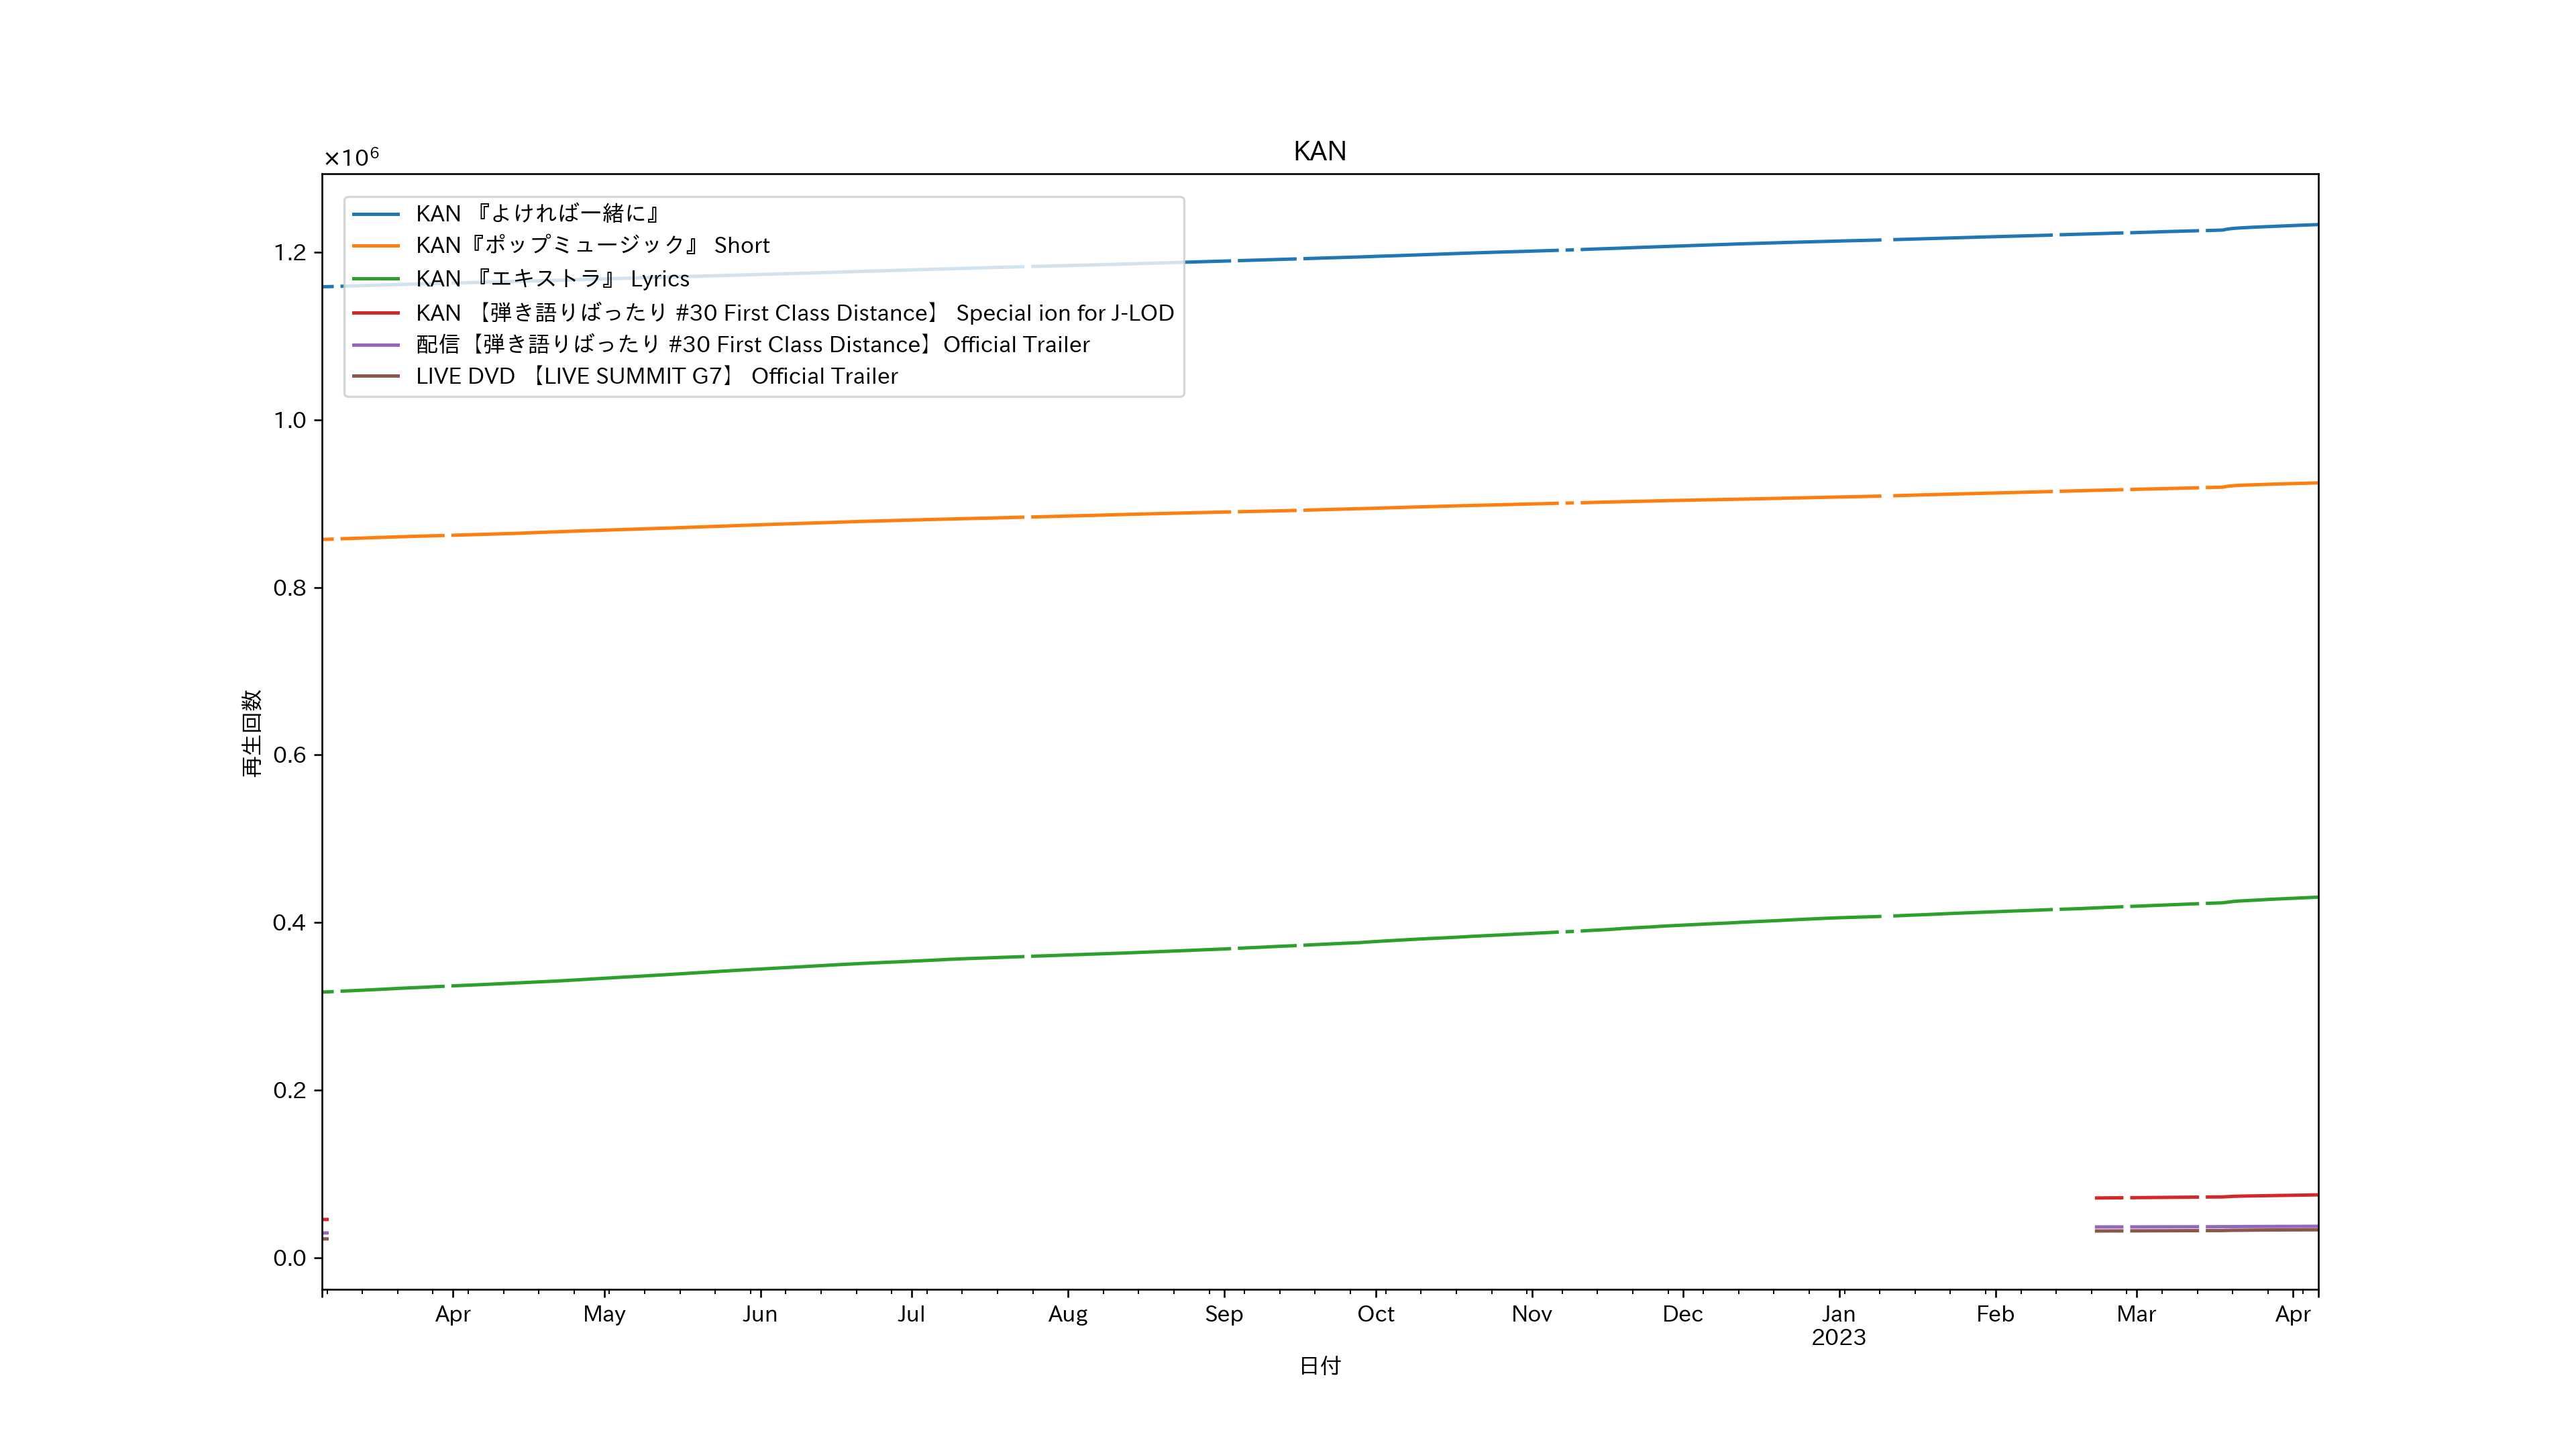 KAN
×10⁶
KAN 『よければ一緒に』
KAN『ポップミュージック』 Short
KAN 『エキストラ』 Lyrics
KAN 【弾き語りばったり #30 First Class Distance】 Special ion for J-LOD
配信【弾き語りばったり #30 First Class Distance】Official Trailer
LIVE DVD 【LIVE SUMMIT G7】 Official Trailer
1.2
1.0
0.8
0.6
0.4
0.2
0.0
再生回数
Apr May Jun Jul Aug Sep Oct Nov Dec Jan Feb Mar Apr
2023
日付